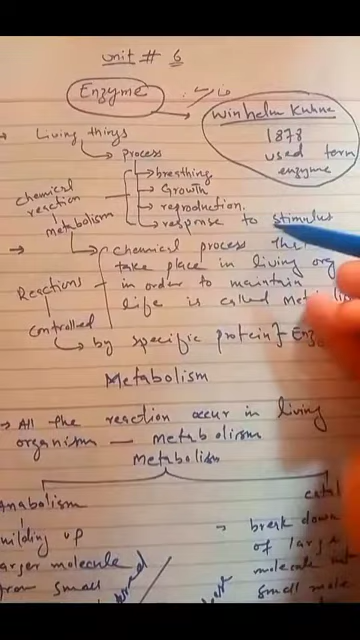 unit # 6
Enzyme
Winhelm Kuhne
1878
used term
enzyme
→ Living things
process
breathing
Growth
reproduction.
response to stimulus
chemical
reaction
metabolism
→ chemical process
take place in living
in order to maintain
life is called
Reactions
controlled
by specific protein}
Metabolism
→ All the reaction occur in living
organism — metabolism
metabolism
Anabolism
building up
larger molecule
from small
→ break down
of large
molecule
small